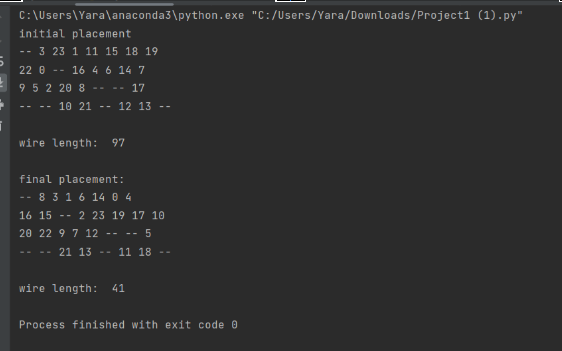 C:\Users\Yara\anaconda3\python.exe "C:/Users/Yara/Downloads/Project1 (1).py"
initial placement
-- 3 23 1 11 15 18 19
22 0 -- 16 4 6 14 7
9 5 2 20 8 -- -- 17
-- -- 10 21 -- 12 13 --
wire length:  97
final placement:
-- 8 3 1 6 14 0 4
16 15 -- 2 23 19 17 10
20 22 9 7 12 -- -- 5
-- -- 21 13 -- 11 18 --
wire length:  41
Process finished with exit code 0